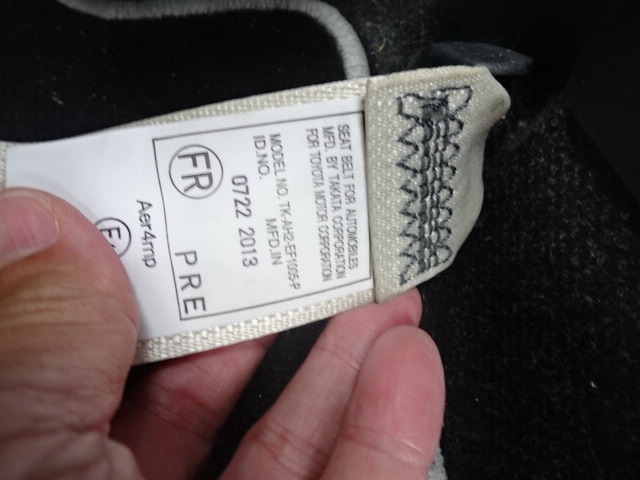 SEAT BELT FOR AUTOMOBILES
MFD. BY TAKATA CORPORATION
FOR TOYOTA MOTOR CORPORATION
MODEL NO. TK-AH2-EF1005-P
ID.NO. MFD.IN
0722 2013
FR PRE
Aer4mp
E